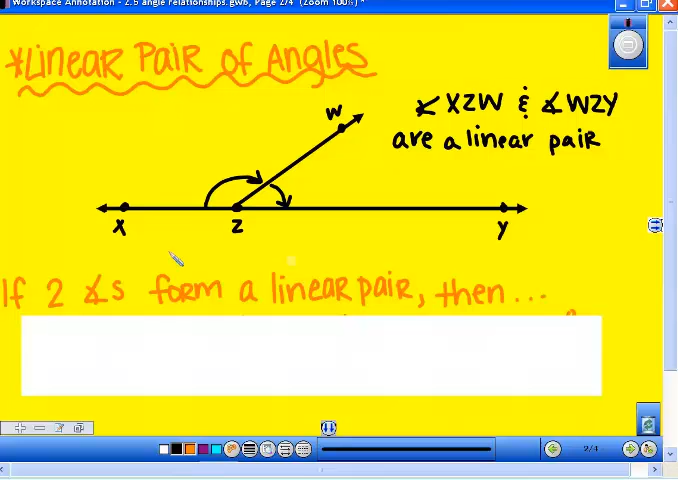 Workspace Annotation - 2.5 angle relationships.gwb, Page 2/4 (Zoom 100%) *
*Linear Pair of Angles
∡ XZW & ∡ WZY
are a linear pair
W
X
Z
Y
If 2 ∡s form a linear pair, then ...
2/4